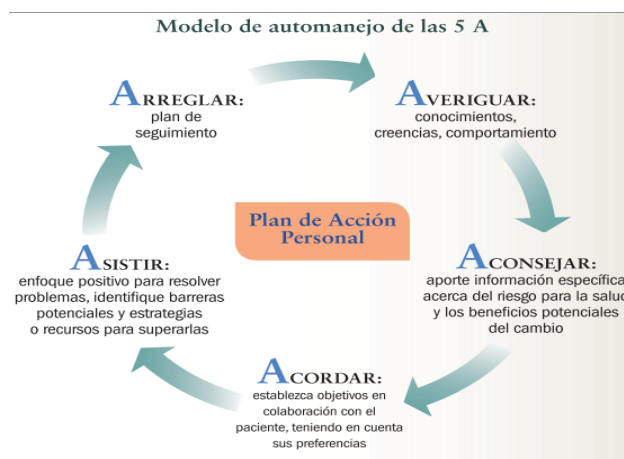 Modelo de automanejo de las 5 A
ARREGLAR:
plan de
seguimiento
AVERIGUAR:
conocimientos,
creencias, comportamiento
Plan de Acción
Personal
ASISTIR:
enfoque positivo para resolver
problemas, identifique barreras
potenciales y estrategias
o recursos para superarlas
ACONSEJAR:
aporte información específica
acerca del riesgo para la salud
y los beneficios potenciales
del cambio
ACORDAR:
establezca objetivos en
colaboración con el
paciente, teniendo en cuenta
sus preferencias